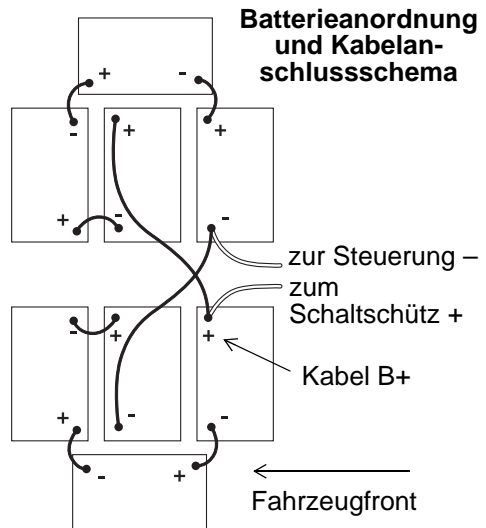 Batterieanordnung
und Kabelan-
schlussschema
+ -
- + +
+ - -
zur Steuerung –
zum
Schaltschütz +
- + +
Kabel B+
+ - -
- +
Fahrzeugfront